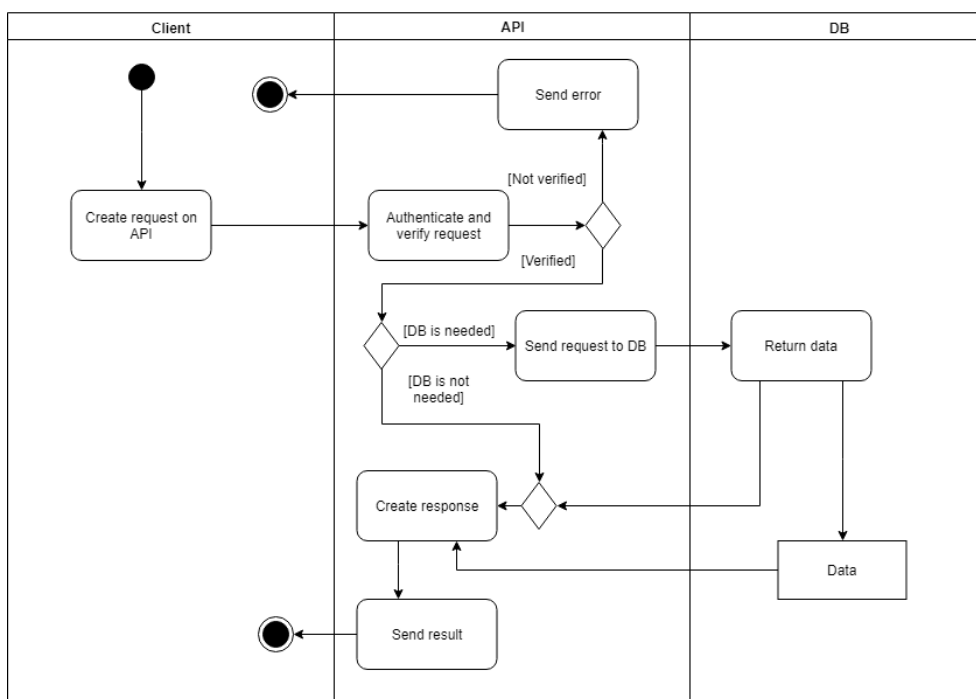 Client
API
DB
Send error
[Not verified]
Create request on
API
Authenticate and
verify request
[Verified]
[DB is needed]
Send request to DB
Return data
[DB is not
needed]
Create response
Data
Send result